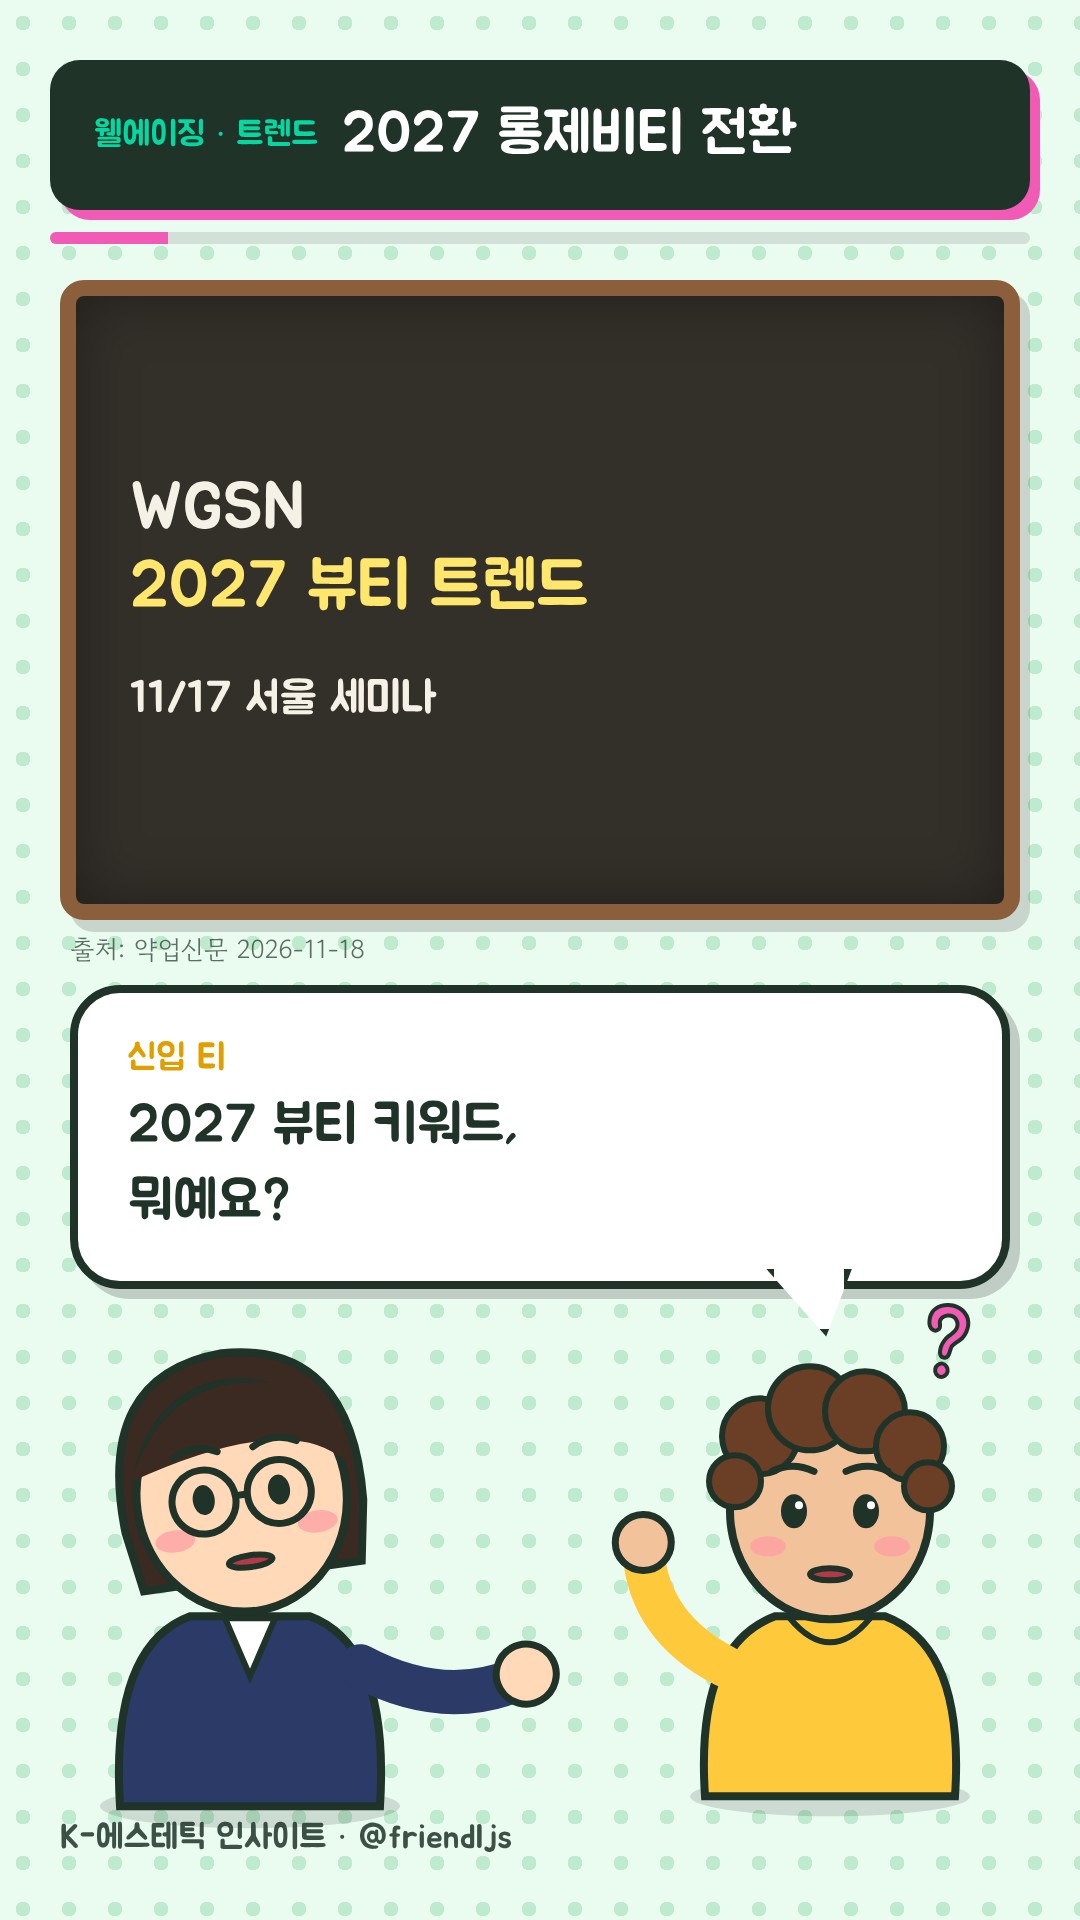 웰에이징 · 트렌드 2027 롱제비티 전환
WGSN
2027 뷰티 트렌드
11/17 서울 세미나
출처: 약업신문 2026-11-18
신입 티
2027 뷰티 키워드,
뭐예요?
?
K-에스테틱 인사이트 · @friendljs